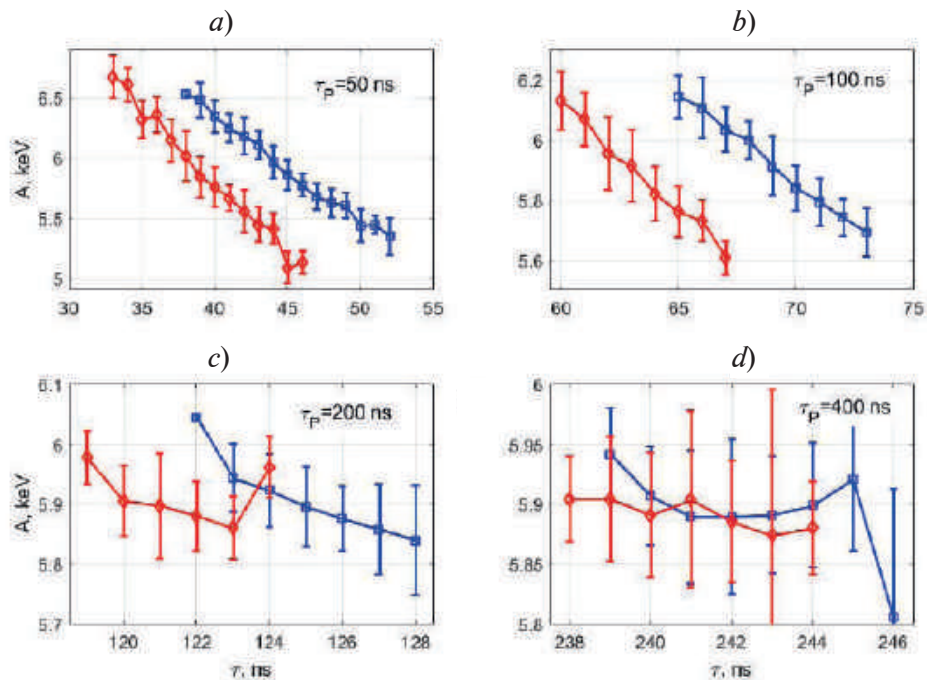 a)
b)
A, keV
6.5
6
5.5
5
τP=50 ns
30 35 40 45 50 55
6.2
6
5.8
5.6
τP=100 ns
60 65 70 75
c)
d)
A, keV
6.1
6
5.9
5.8
5.7
τP=200 ns
120 122 124 126 128
τ, ns
6
5.95
5.9
5.85
5.8
τP=400 ns
238 240 242 244 246
τ, ns